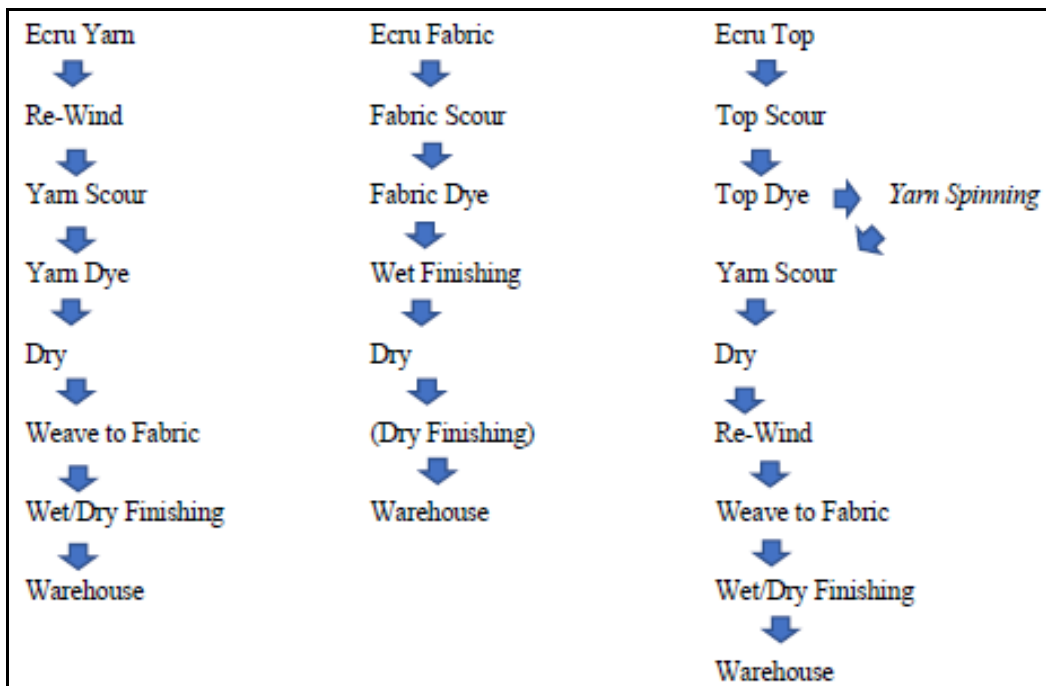 Ecru Yarn
Re-Wind
Yarn Scour
Yarn Dye
Dry
Weave to Fabric
Wet/Dry Finishing
Warehouse
Ecru Fabric
Fabric Scour
Fabric Dye
Wet Finishing
Dry
(Dry Finishing)
Warehouse
Ecru Top
Top Scour
Top Dye
Yarn Spinning
Yarn Scour
Dry
Re-Wind
Weave to Fabric
Wet/Dry Finishing
Warehouse